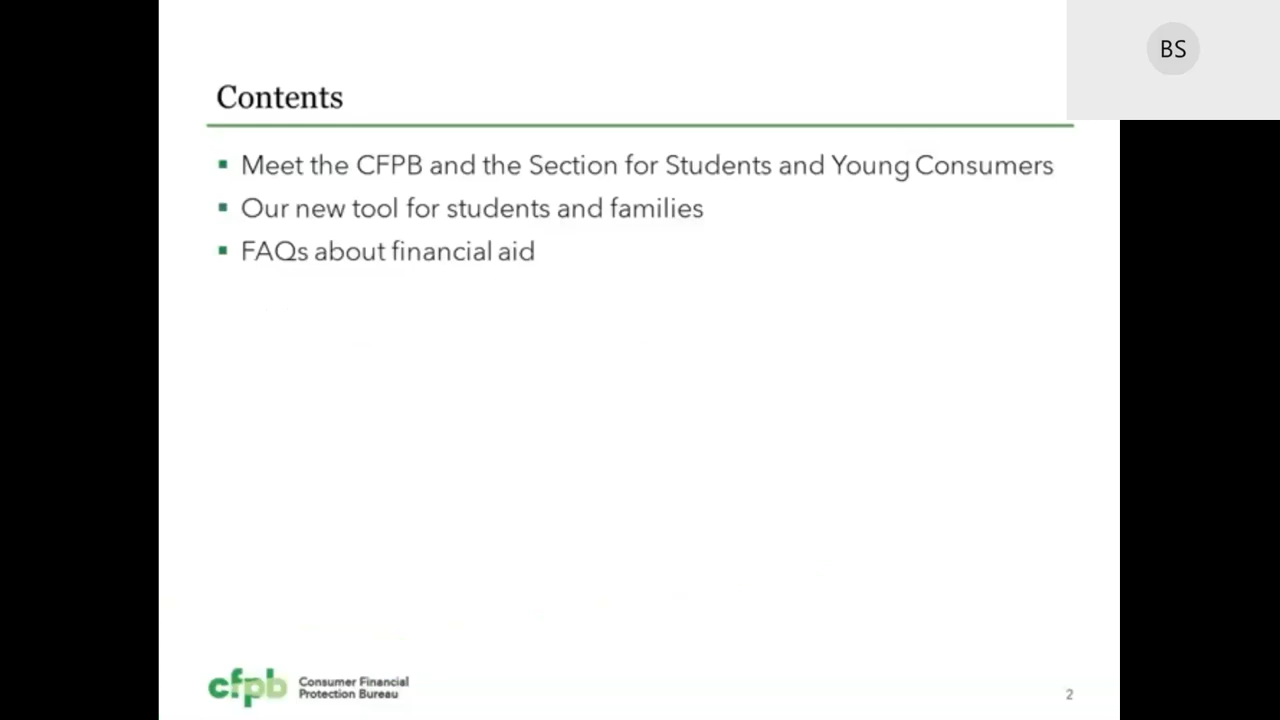 BS
Contents
Meet the CFPB and the Section for Students and Young Consumers
Our new tool for students and families
FAQs about financial aid
cfpb
Consumer Financial
Protection Bureau
2